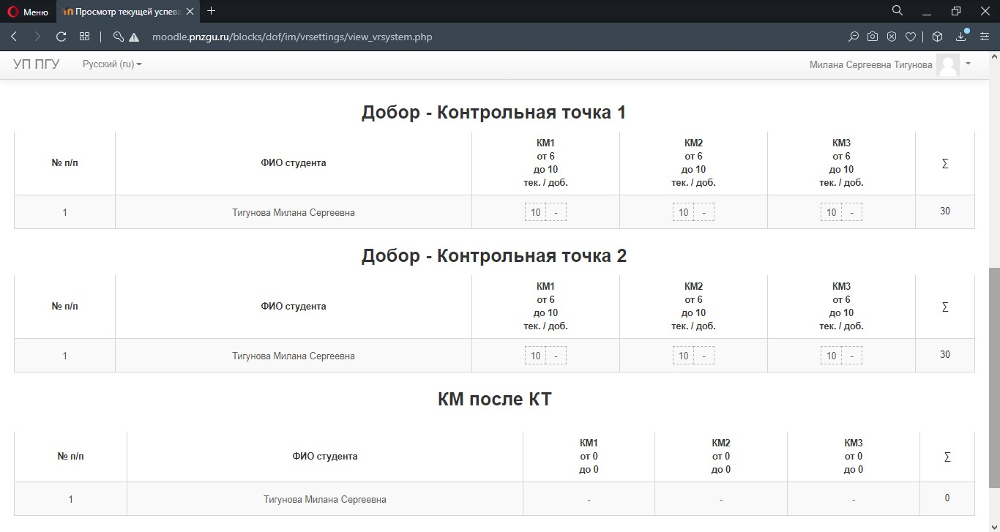 Меню
Просмотр текущей успев
moodle.pnzgu.ru/blocks/dof/im/vrsettings/view_vrsystem.php
УП ПГУ Русский (ru) Милана Сергеевна Тигунова
Добор - Контрольная точка 1
№ п/п ФИО студента КМ1 КМ2 КМ3 ∑
от 6 от 6 от 6
до 10 до 10 до 10
тек. / доб. тек. / доб. тек. / доб.
1 Тигунова Милана Сергеевна 10 - 10 - 10 - 30
Добор - Контрольная точка 2
№ п/п ФИО студента КМ1 КМ2 КМ3 ∑
от 6 от 6 от 6
до 10 до 10 до 10
тек. / доб. тек. / доб. тек. / доб.
1 Тигунова Милана Сергеевна 10 - 10 - 10 - 30
КМ после КТ
№ п/п ФИО студента КМ1 КМ2 КМ3 ∑
от 0 от 0 от 0
до 0 до 0 до 0
1 Тигунова Милана Сергеевна - - - 0